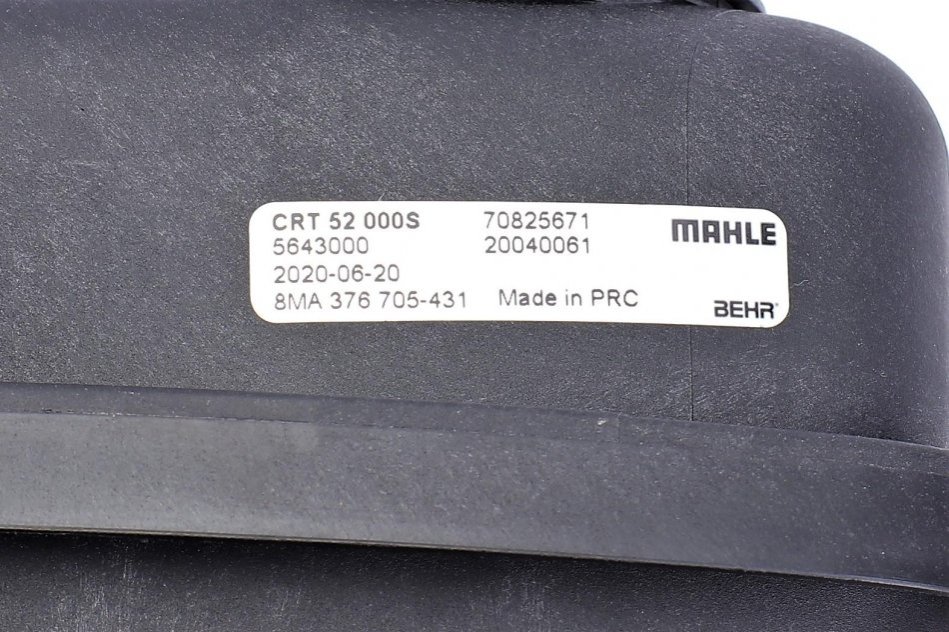 CRT 52 000S 70825671 MAHLE
5643000 20040061
2020-06-20
8MA 376 705-431 Made in PRC BEHR®